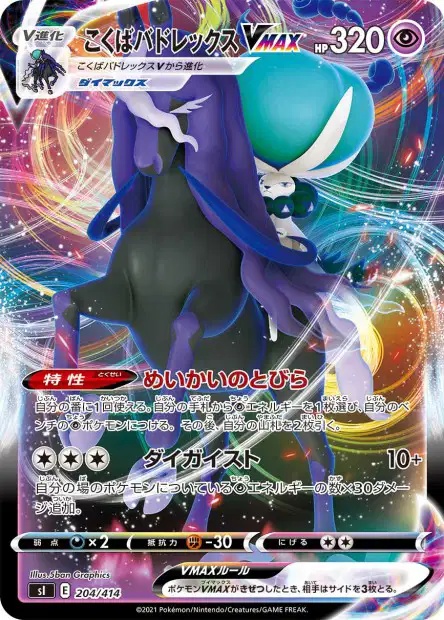 V進化
こくばバドレックスVMAX HP320
こくばバドレックスVから進化
ダイマックス
特性 とくせい めいかいのとびら
自分の番に1回使える。自分の手札から超エネルギーを1枚選び、自分のベ
ンチの超ポケモンにつける。その後、自分の山札を2枚引く。
ダイガイスト 10+
自分の場のポケモンについている超エネルギーの数×30ダメ
ージ追加。
弱点 ×2 抵抗力 -30 にげる
VMAXルール
ポケモンVMAXがきぜつしたとき、相手はサイドを3枚とる。
Illus.5ban Graphics
sI E 204/414
©2021 Pokémon/Nintendo/Creatures/GAME FREAK.